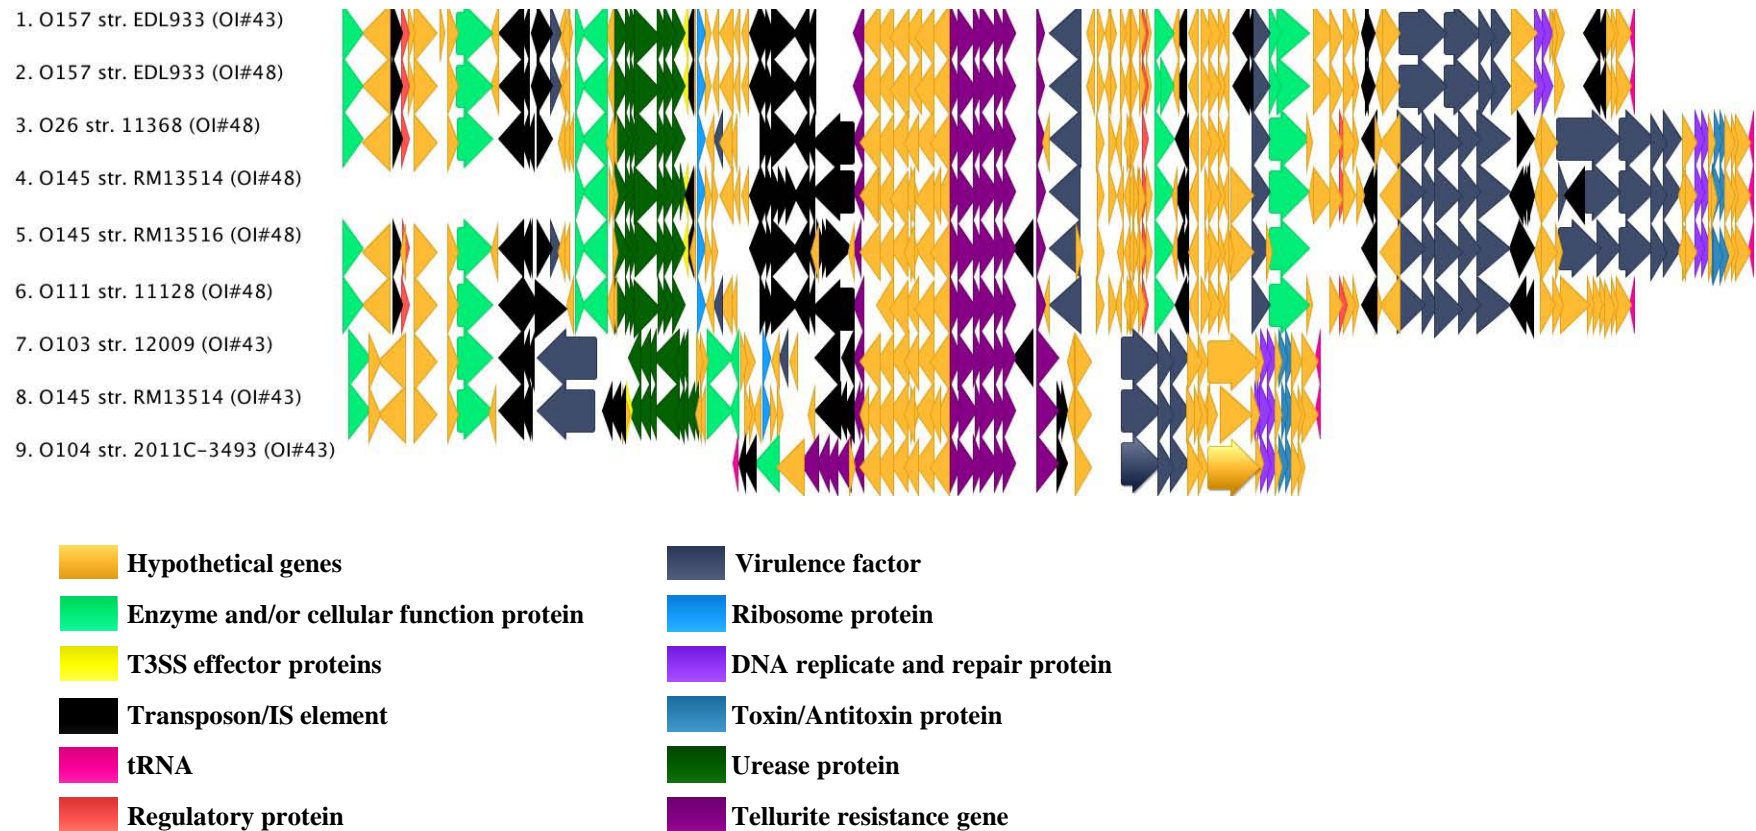 1. O157 str. EDL933 (OI#43)
2. O157 str. EDL933 (OI#48)
3. O26 str. 11368 (OI#48)
4. O145 str. RM13514 (OI#48)
5. O145 str. RM13516 (OI#48)
6. O111 str. 11128 (OI#48)
7. O103 str. 12009 (OI#43)
8. O145 str. RM13514 (OI#43)
9. O104 str. 2011C-3493 (OI#43)
Hypothetical genes
Enzyme and/or cellular function protein
T3SS effector proteins
Transposon/IS element
tRNA
Regulatory protein
Virulence factor
Ribosome protein
DNA replicate and repair protein
Toxin/Antitoxin protein
Urease protein
Tellurite resistance gene